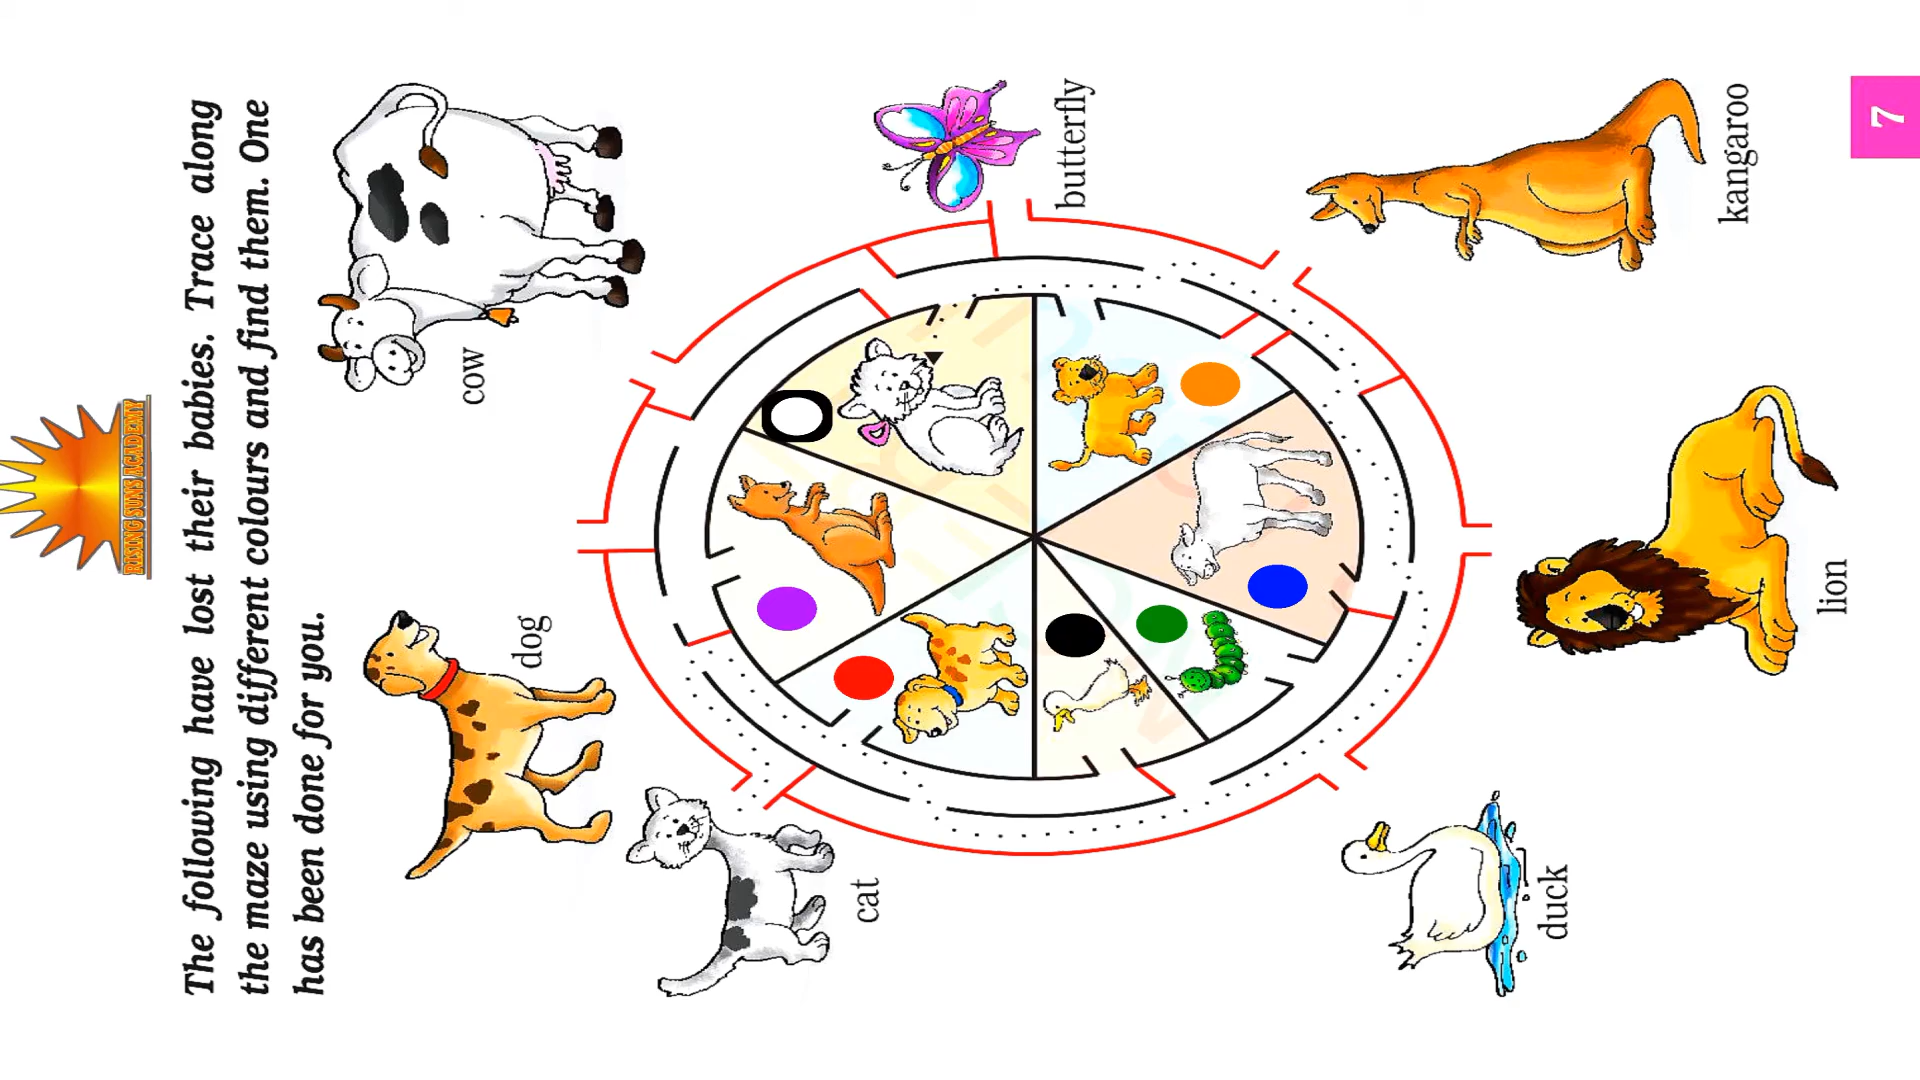 RISING SUNS ACADEMY
The following have lost their babies. Trace along
the maze using different colours and find them. One
has been done for you.
cow
dog
cat
butterfly
kangaroo
lion
duck
7